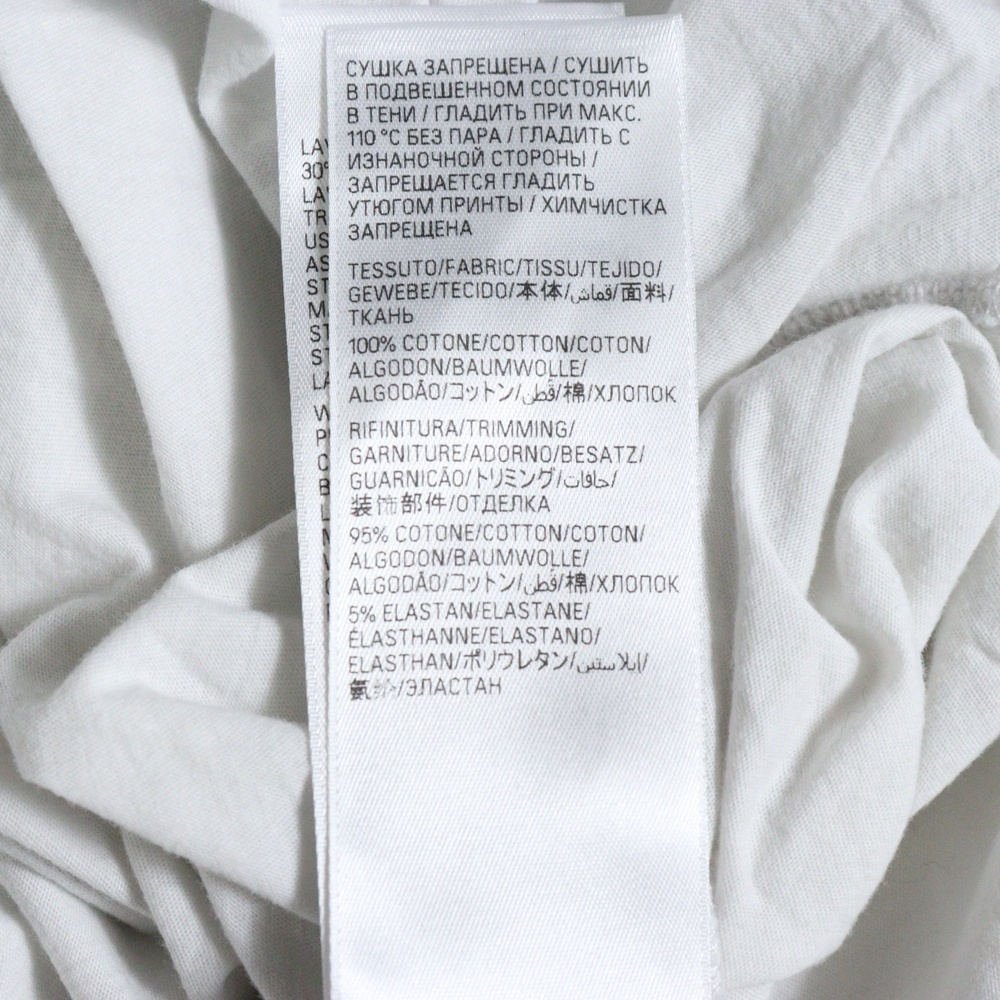 СУШКА ЗАПРЕЩЕНА / СУШИТЬ
В ПОДВЕШЕННОМ СОСТОЯНИИ
В ТЕНИ / ГЛАДИТЬ ПРИ МАКС.
110 °С БЕЗ ПАРА / ГЛАДИТЬ С
ИЗНАНОЧНОЙ СТОРОНЫ /
ЗАПРЕЩАЕТСЯ ГЛАДИТЬ
УТЮГОМ ПРИНТЫ / ХИМЧИСТКА
ЗАПРЕЩЕНА
TESSUTO/FABRIC/TISSU/TEJIDO/
GEWEBE/TECIDO/本体/قماش/面料/
ТКАНЬ
100% COTONE/COTTON/COTON/
ALGODON/BAUMWOLLE/
ALGODÃO/コットン/قطن/棉/ХЛОПОК
RIFINITURA/TRIMMING/
GARNITURE/ADORNO/BESATZ/
GUARNICÃO/トリミング/حافات/
装饰部件/ОТДЕЛКА
95% COTONE/COTTON/COTON/
ALGODON/BAUMWOLLE/
ALGODÃO/コットン/قطن/棉/ХЛОПОК
5% ELASTAN/ELASTANE/
ÉLASTHANNE/ELASTANO/
ELASTHAN/ポリウレタン/إيلاستين/
氨纶/ЭЛАСТАН